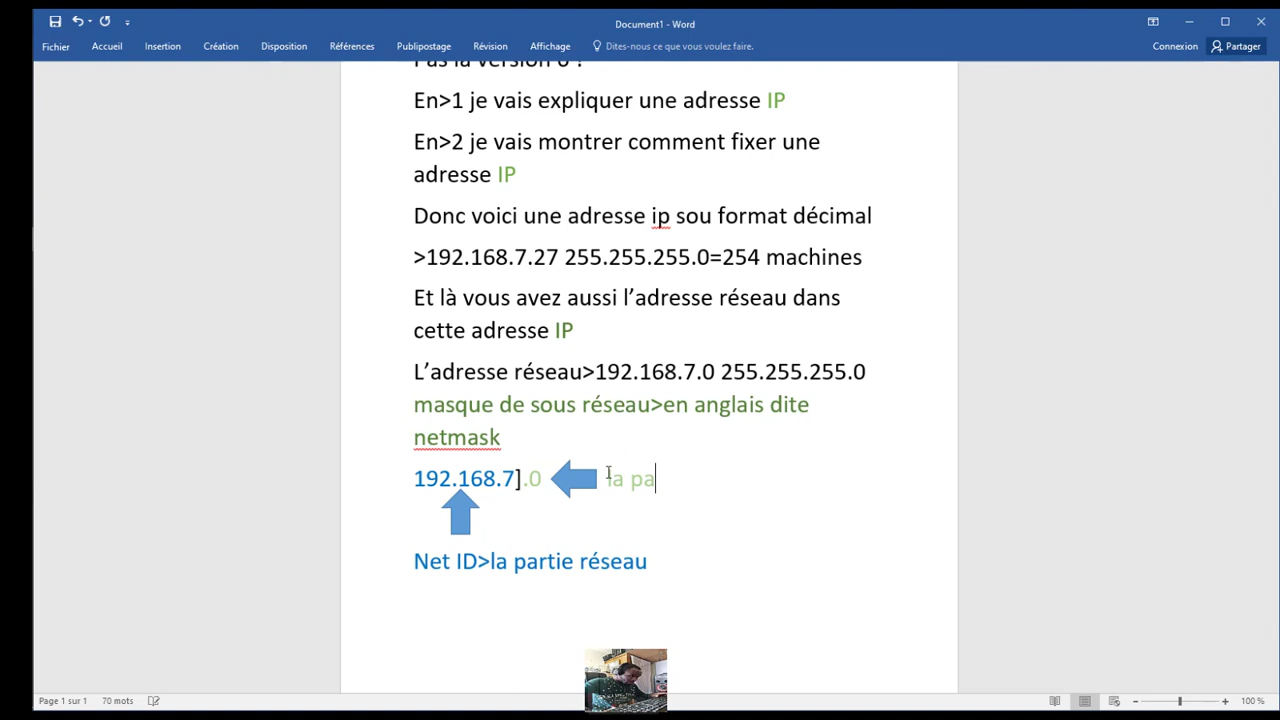 Document1 - Word
Fichier Accueil Insertion Création Disposition Références Publipostage Révision Affichage Dites-nous ce que vous voulez faire. Connexion Partager
Pas la version 6 !
En>1 je vais expliquer une adresse IP
En>2 je vais montrer comment fixer une
adresse IP
Donc voici une adresse ip sou format décimal
>192.168.7.27 255.255.255.0=254 machines
Et là vous avez aussi l’adresse réseau dans
cette adresse IP
L’adresse réseau>192.168.7.0 255.255.255.0
masque de sous réseau>en anglais dite
netmask
192.168.7].0 la pa
Net ID>la partie réseau
Page 1 sur 1 70 mots 100 %